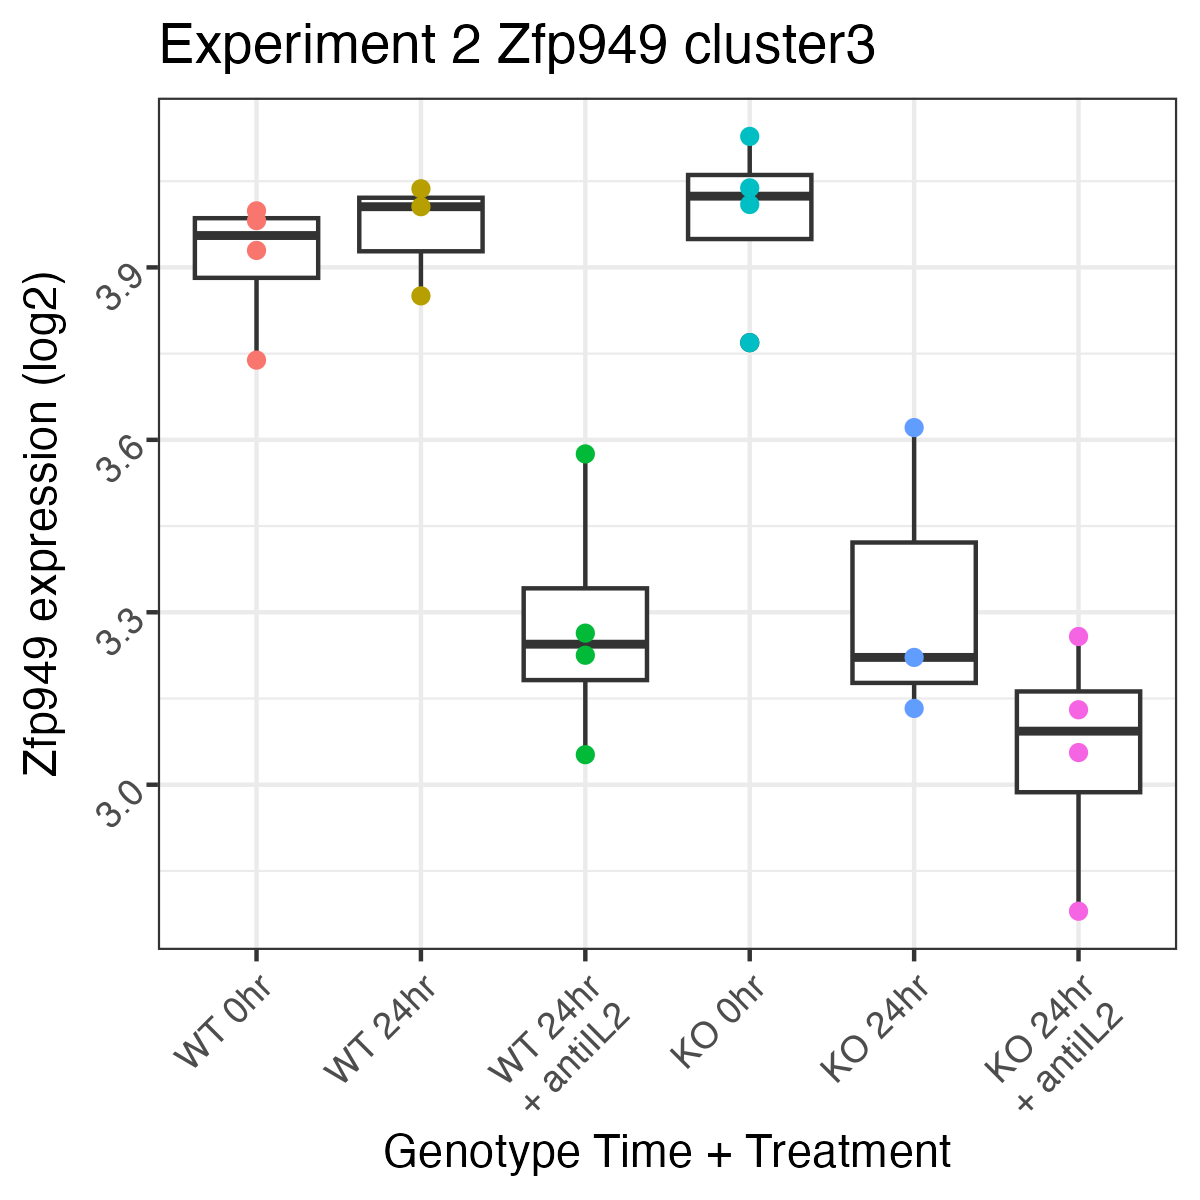 Experiment 2 Zfp949 cluster3
Zfp949 expression (log2)
3.9
3.6
3.3
3.0
WT 0hr
WT 24hr
WT 24hr
+ antiIL2
KO 0hr
KO 24hr
KO 24hr
+ antiIL2
Genotype Time + Treatment